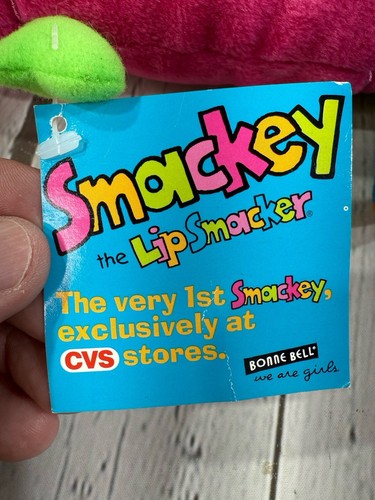 Smackey
the LipSmacker®
The very 1st Smackey,
exclusively at
CVS stores.
BONNE BELL®
we are girls